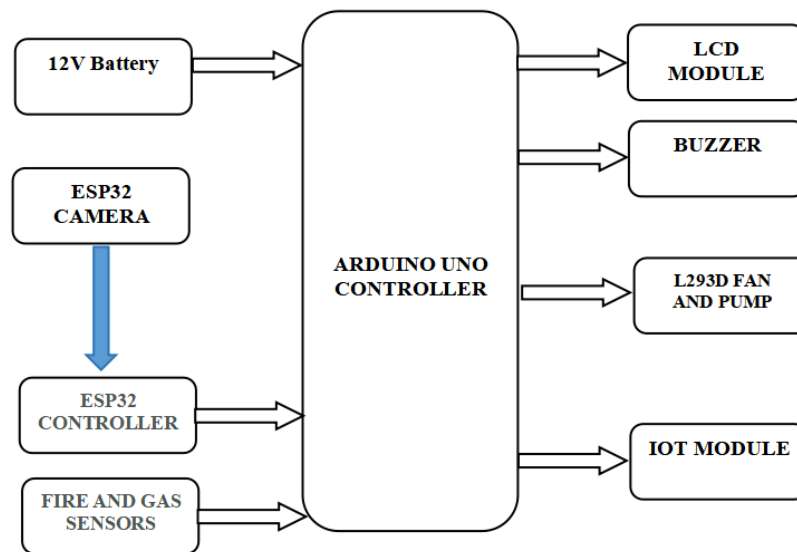 12V Battery
ESP32
CAMERA
ESP32
CONTROLLER
FIRE AND GAS
SENSORS
ARDUINO UNO
CONTROLLER
LCD
MODULE
BUZZER
L293D FAN
AND PUMP
IOT MODULE